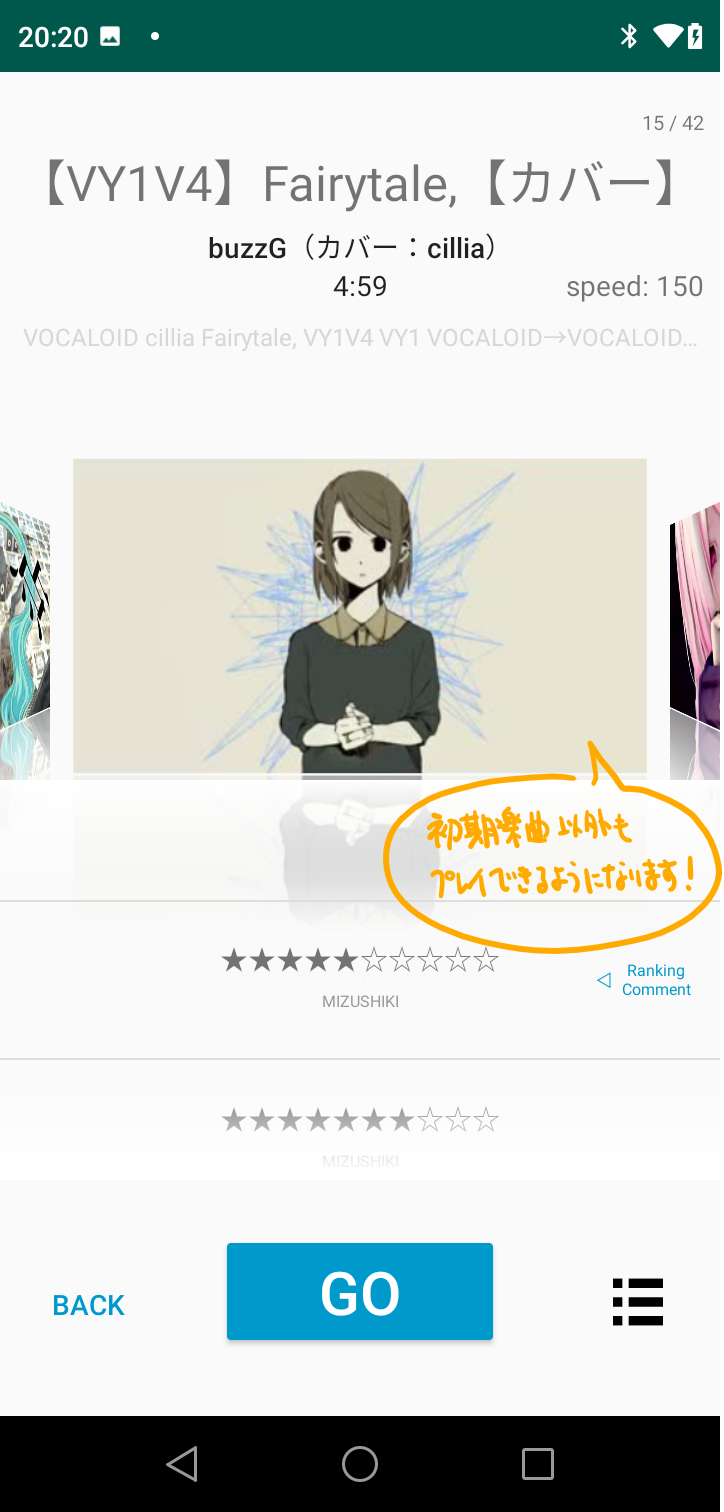 20:20
15 / 42
【VY1V4】Fairytale,【カバー】
buzzG（カバー：cillia）
4:59
speed: 150
VOCALOID cillia Fairytale, VY1V4 VY1 VOCALOID→VOCALOID...
初期楽曲以外も
プレイできるようになります！
★★★★★☆☆☆☆☆
MIZUSHIKI
◁ Ranking
Comment
★★★★★★★☆☆☆
MIZUSHIKI
BACK
GO